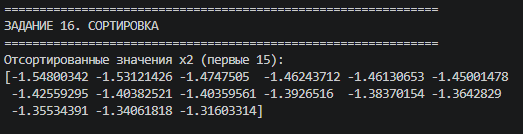 ==============================================================
ЗАДАНИЕ 16. СОРТИРОВКА
==============================================================
Отсортированные значения x2 (первые 15):
[-1.54800342 -1.53121426 -1.4747505  -1.46243712 -1.46130653 -1.45001478
 -1.42559295 -1.40382521 -1.40359561 -1.3926516  -1.38370154 -1.3642829
 -1.35534391 -1.34061818 -1.31603314]